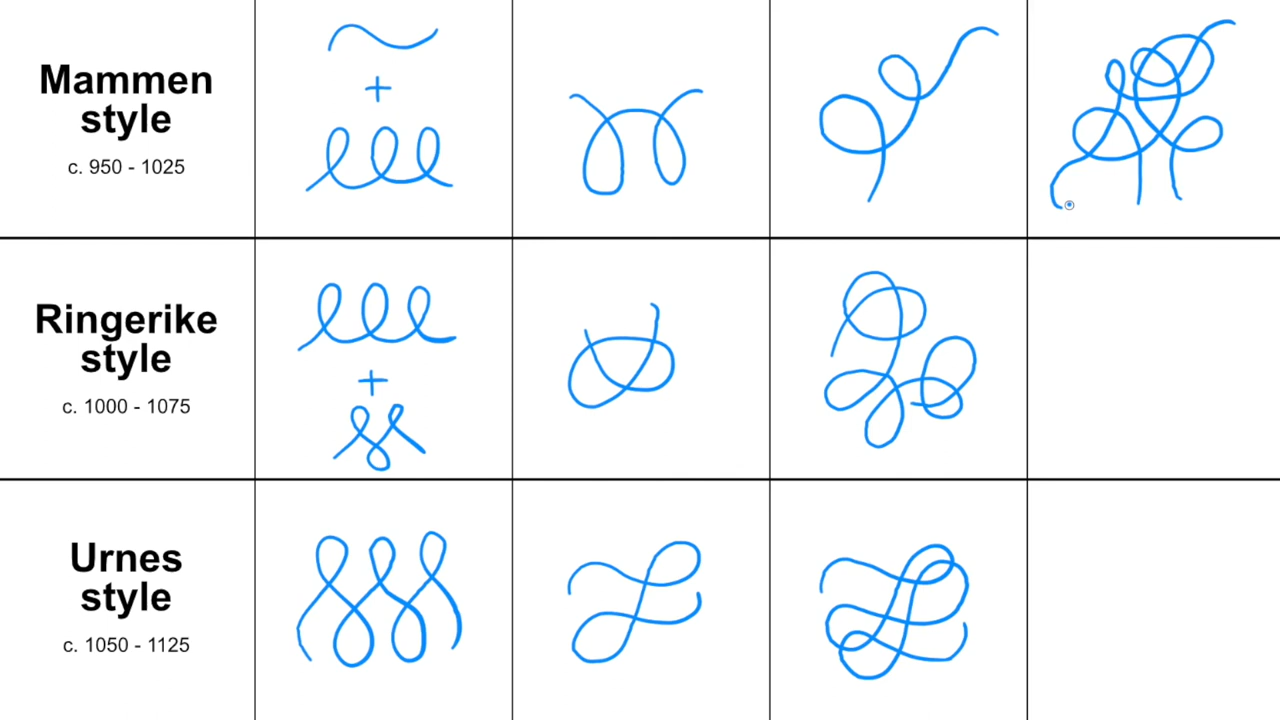 Mammen
style
c. 950 - 1025
+
Ringerike
style
c. 1000 - 1075
+
Urnes
style
c. 1050 - 1125